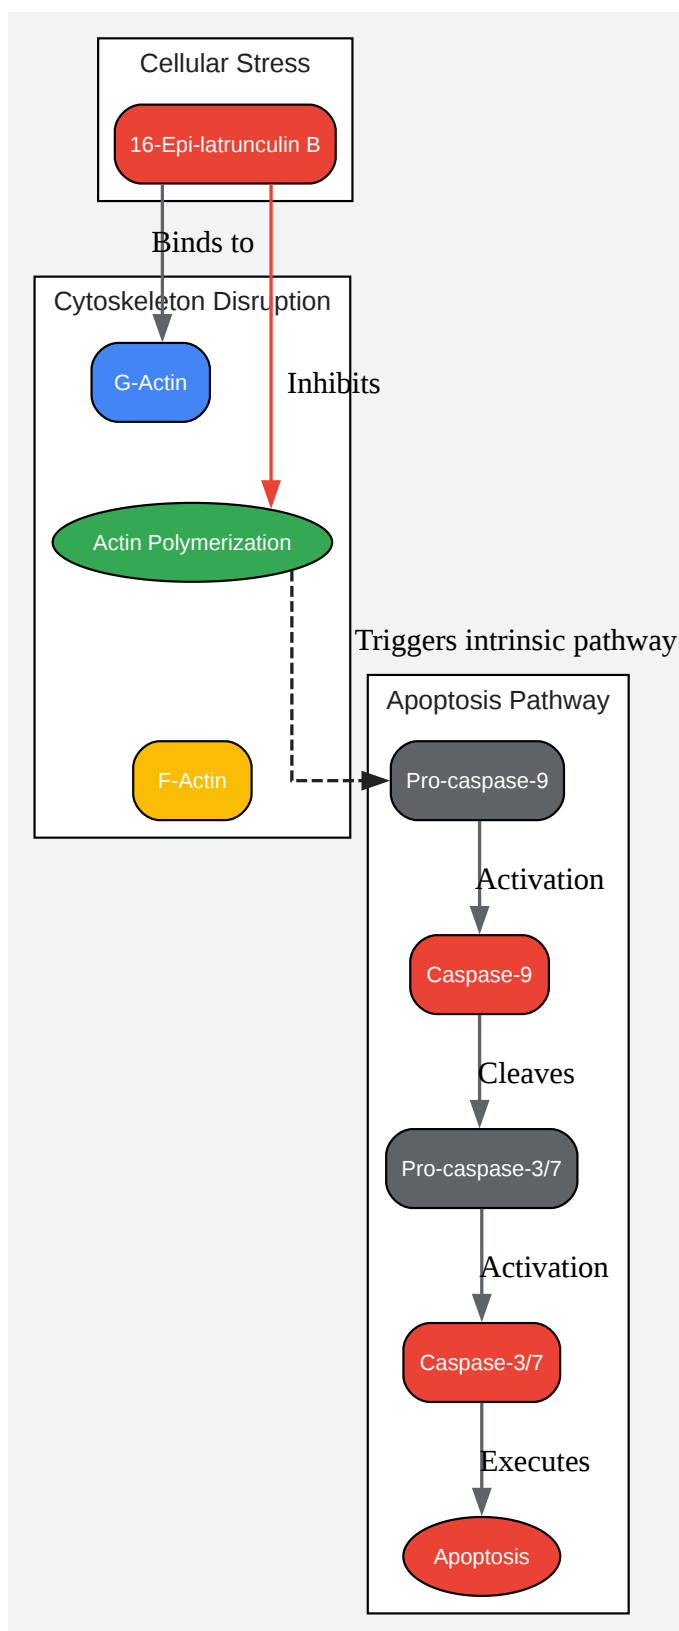 Cellular Stress
16-Epi-latrunculin B
Binds to
Cytoskeleton Disruption
G-Actin
Inhibits
Actin Polymerization
Triggers intrinsic pathway
Apoptosis Pathway
F-Actin
Pro-caspase-9
Activation
Caspase-9
Cleaves
Pro-caspase-3/7
Activation
Caspase-3/7
Executes
Apoptosis